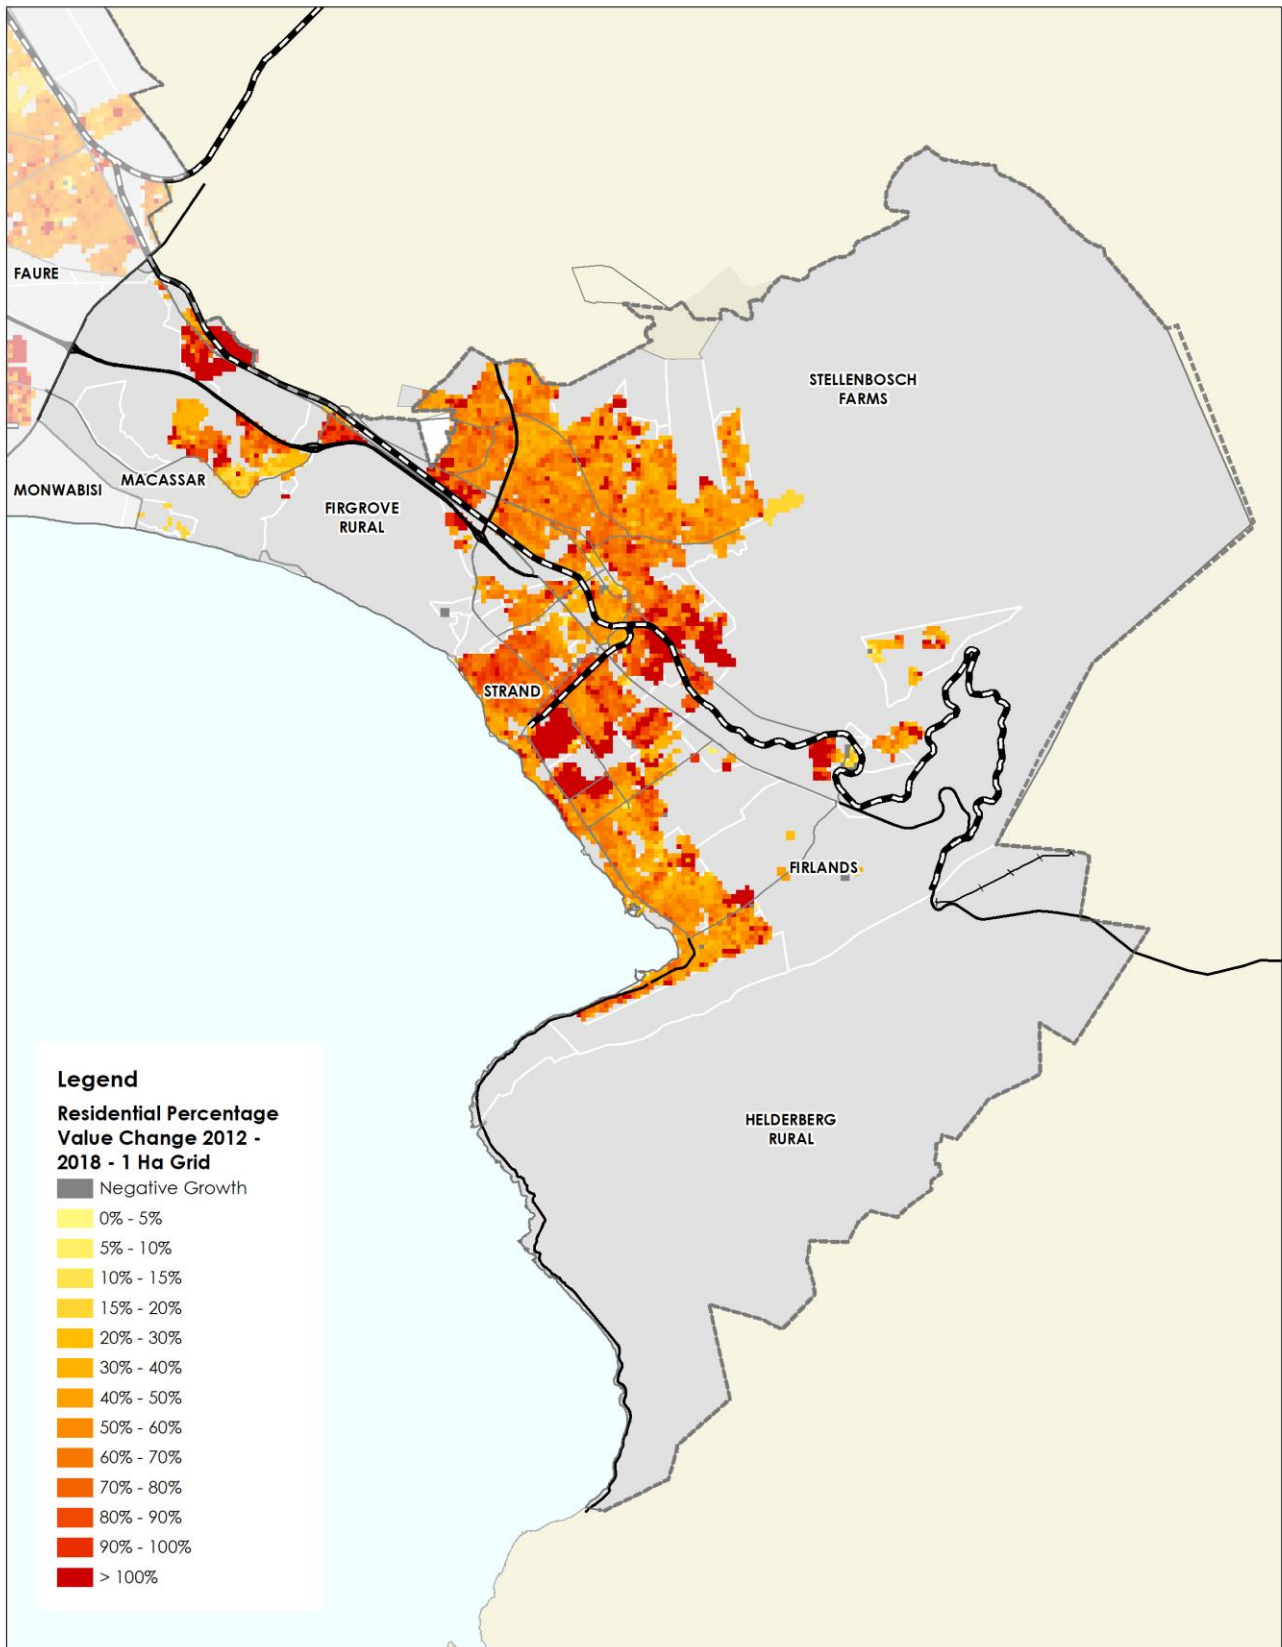 FAURE
STELLENBOSCH
FARMS
MACASSAR
MONWABISI
FIRGROVE
RURAL
STRAND
FIRLANDS
HELDERBERG
RURAL
Legend
Residential Percentage
Value Change 2012 -
2018 - 1 Ha Grid
Negative Growth
0% - 5%
5% - 10%
10% - 15%
15% - 20%
20% - 30%
30% - 40%
40% - 50%
50% - 60%
60% - 70%
70% - 80%
80% - 90%
90% - 100%
> 100%